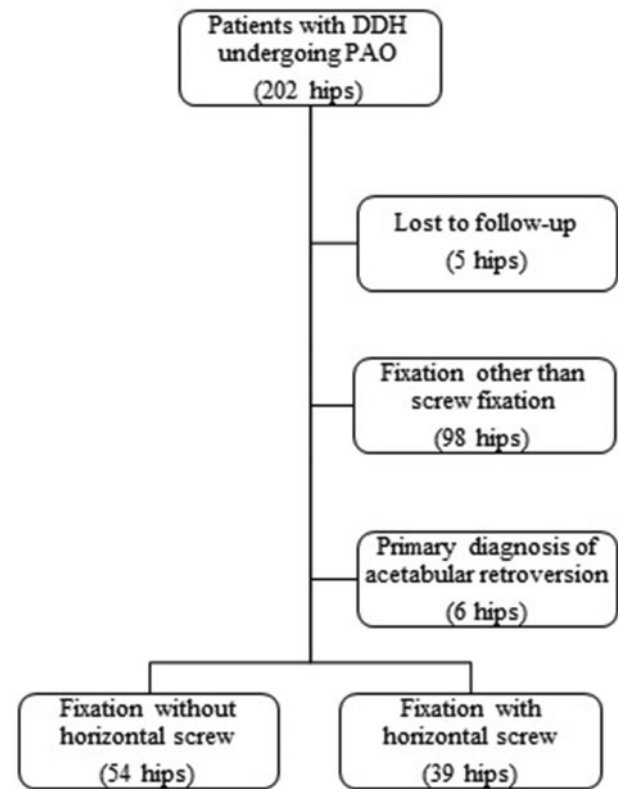 Patients with DDH
undergoing PAO
(202 hips)
Lost to follow-up
(5 hips)
Fixation other than
screw fixation
(98 hips)
Primary diagnosis of
acetabular retroversion
(6 hips)
Fixation without
horizontal screw
(54 hips)
Fixation with
horizontal screw
(39 hips)